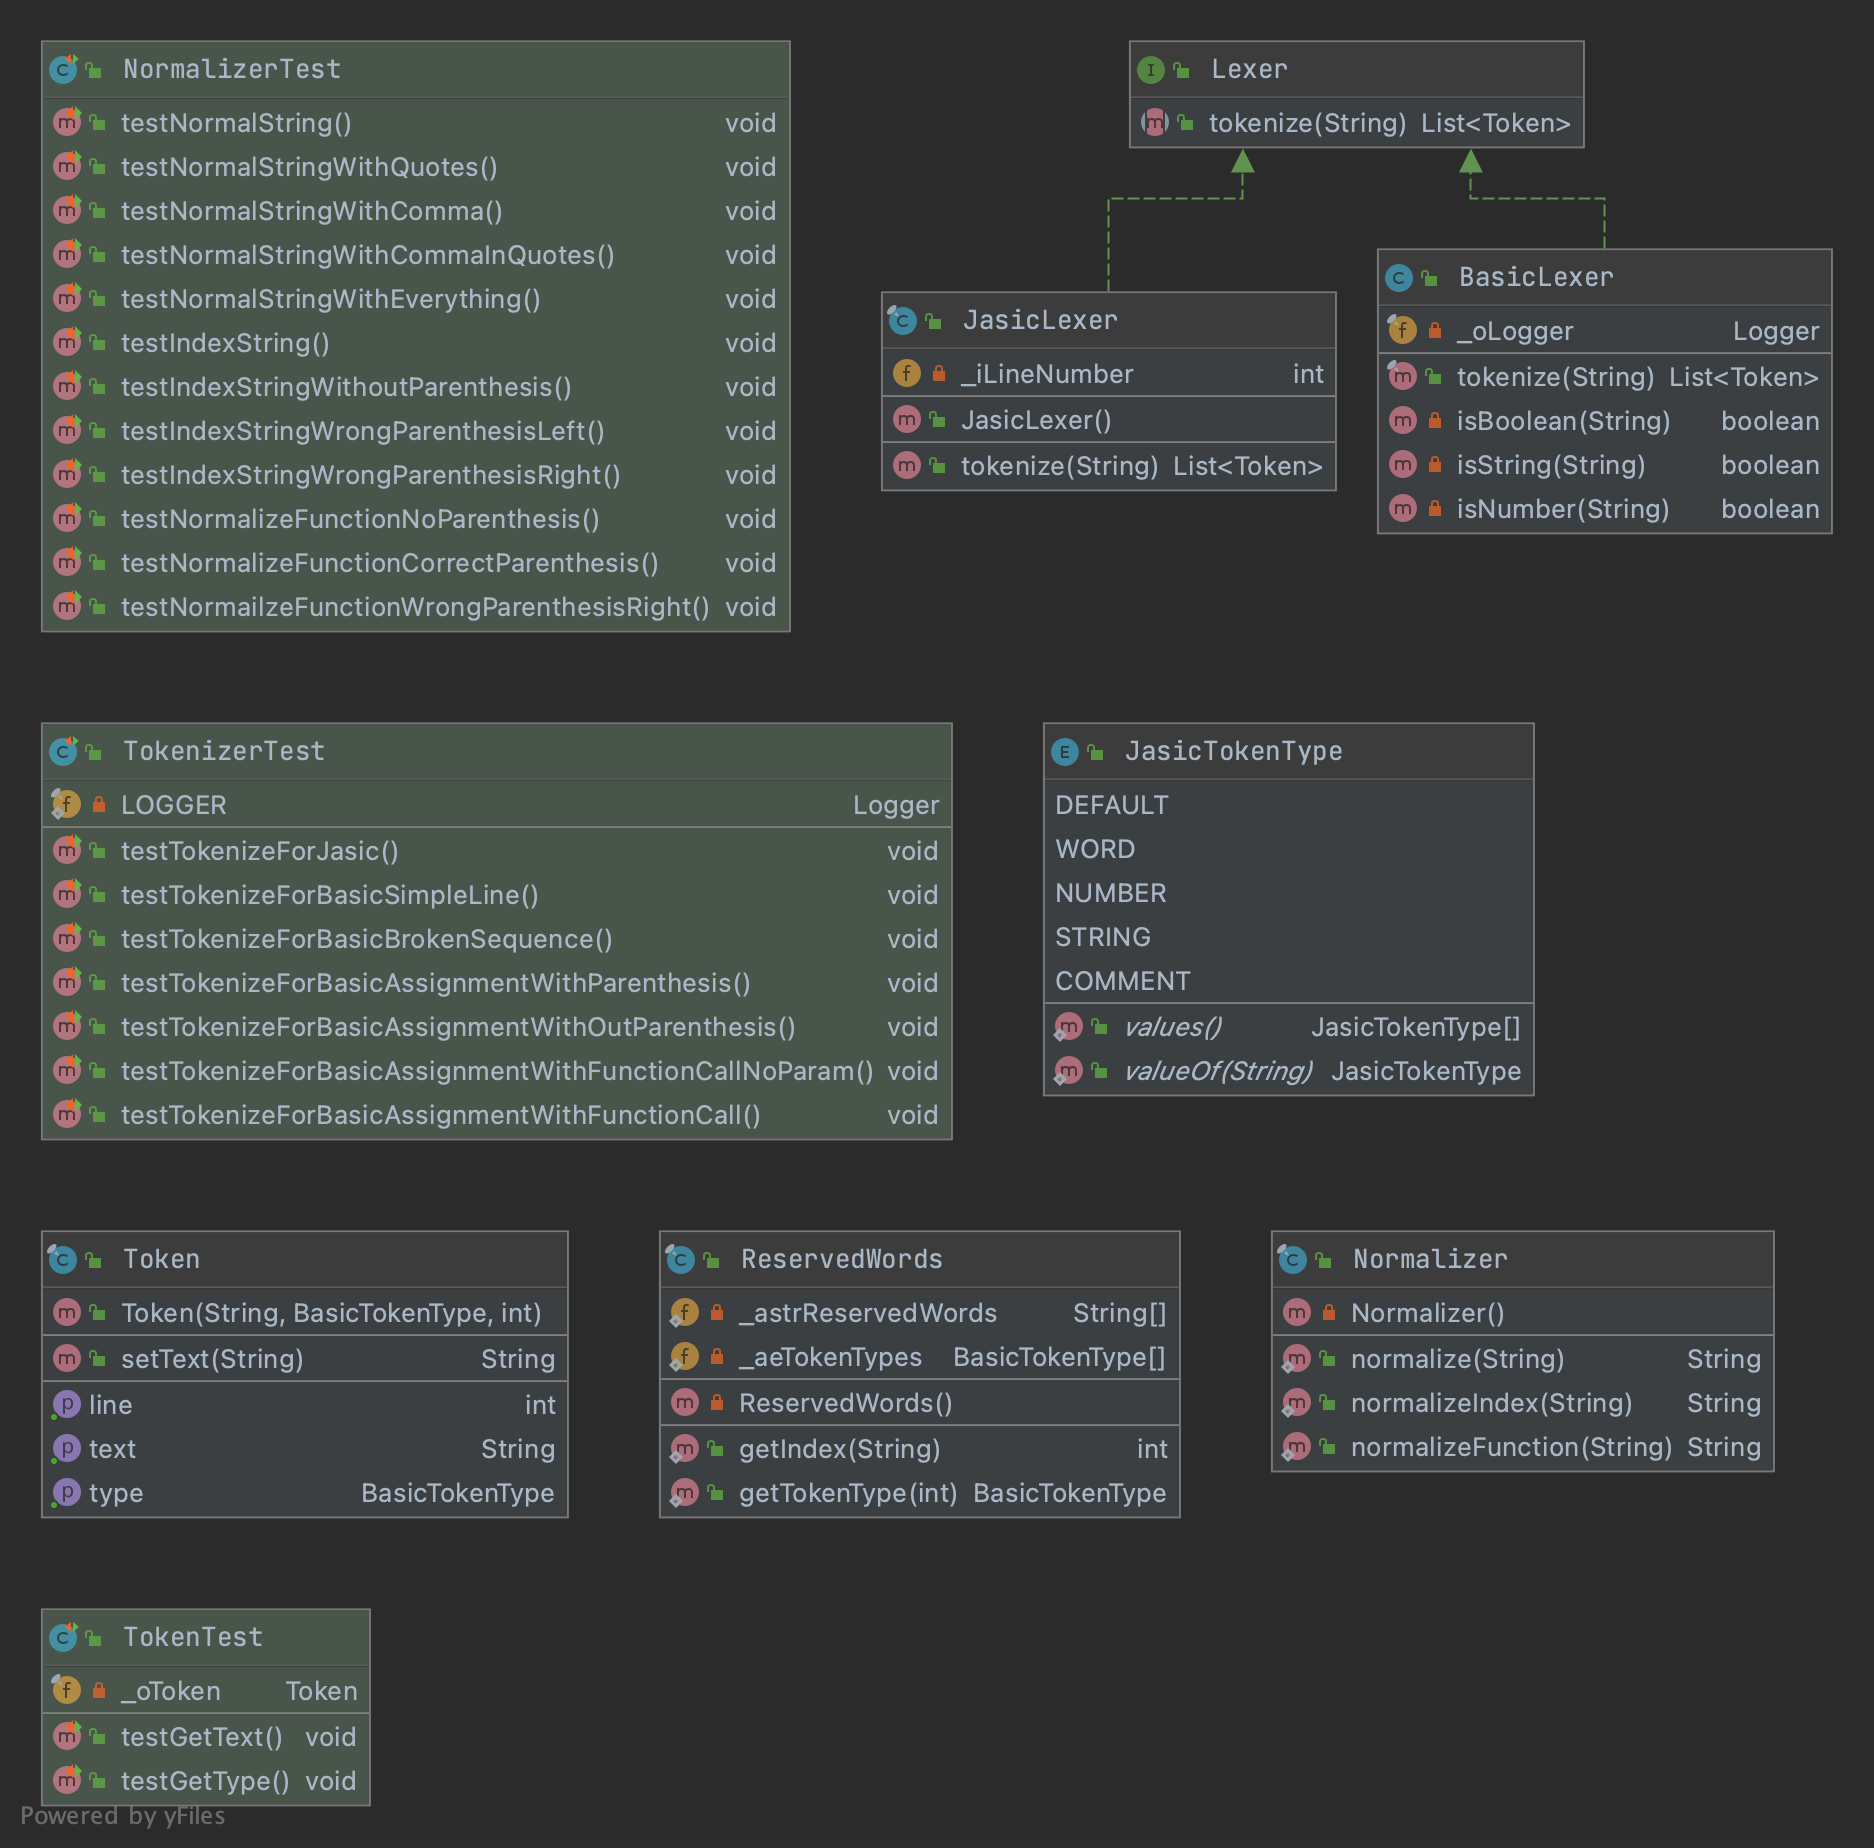 NormalizerTest
testNormalString() void
testNormalStringWithQuotes() void
testNormalStringWithComma() void
testNormalStringWithCommaInQuotes() void
testNormalStringWithEverything() void
testIndexString() void
testIndexStringWithoutParenthesis() void
testIndexStringWrongParenthesisLeft() void
testIndexStringWrongParenthesisRight() void
testNormalizeFunctionNoParenthesis() void
testNormalizeFunctionCorrectParenthesis() void
testNormailzeFunctionWrongParenthesisRight() void
Lexer
tokenize(String) List<Token>
JasicLexer
_iLineNumber int
JasicLexer()
tokenize(String) List<Token>
BasicLexer
_oLogger Logger
tokenize(String) List<Token>
isBoolean(String) boolean
isString(String) boolean
isNumber(String) boolean
TokenizerTest
LOGGER Logger
testTokenizeForJasic() void
testTokenizeForBasicSimpleLine() void
testTokenizeForBasicBrokenSequence() void
testTokenizeForBasicAssignmentWithParenthesis() void
testTokenizeForBasicAssignmentWithOutParenthesis() void
testTokenizeForBasicAssignmentWithFunctionCallNoParam() void
testTokenizeForBasicAssignmentWithFunctionCall() void
JasicTokenType
DEFAULT
WORD
NUMBER
STRING
COMMENT
values() JasicTokenType[]
valueOf(String) JasicTokenType
Token
Token(String, BasicTokenType, int)
setText(String) String
line int
text String
type BasicTokenType
ReservedWords
_astrReservedWords String[]
_aeTokenTypes BasicTokenType[]
ReservedWords()
getIndex(String) int
getTokenType(int) BasicTokenType
Normalizer
Normalizer()
normalize(String) String
normalizeIndex(String) String
normalizeFunction(String) String
TokenTest
_oToken Token
testGetText() void
testGetType() void
Powered by yFiles